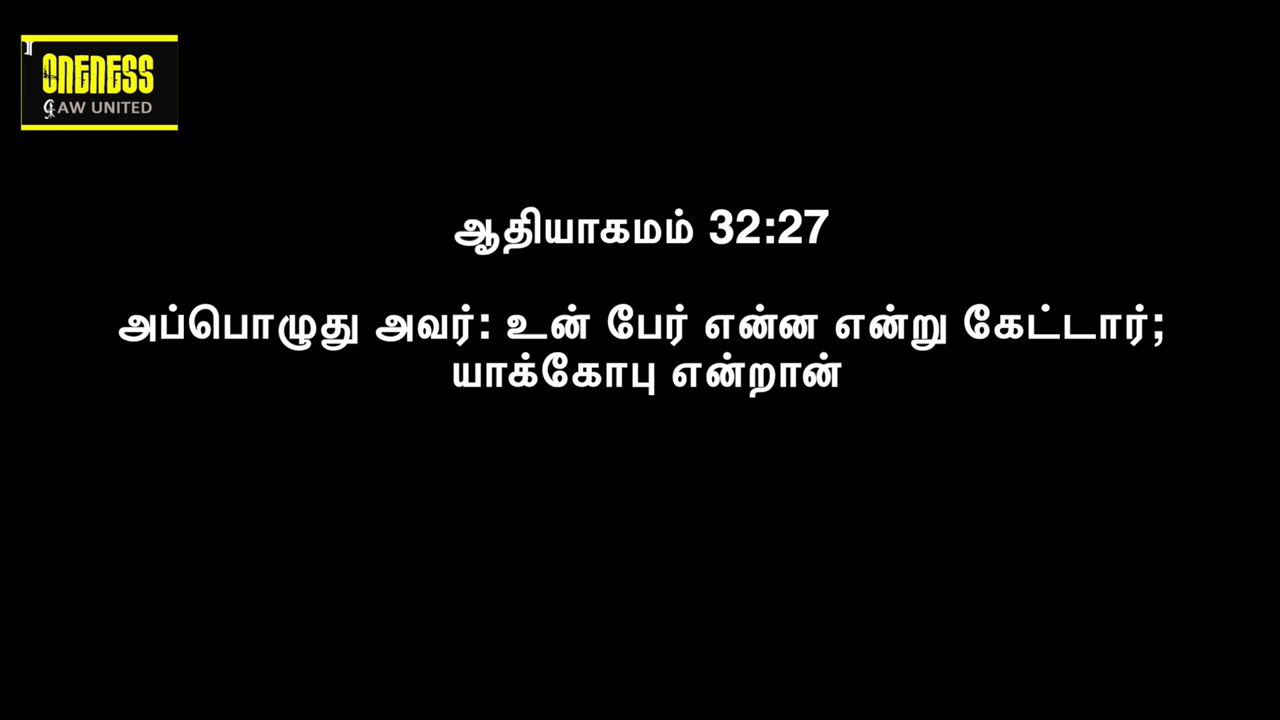 ONENESS
AW UNITED
ஆதியாகமம் 32:27
அப்பொழுது அவர்: உன் பேர் என்ன என்று கேட்டார்;
யாக்கோபு என்றான்